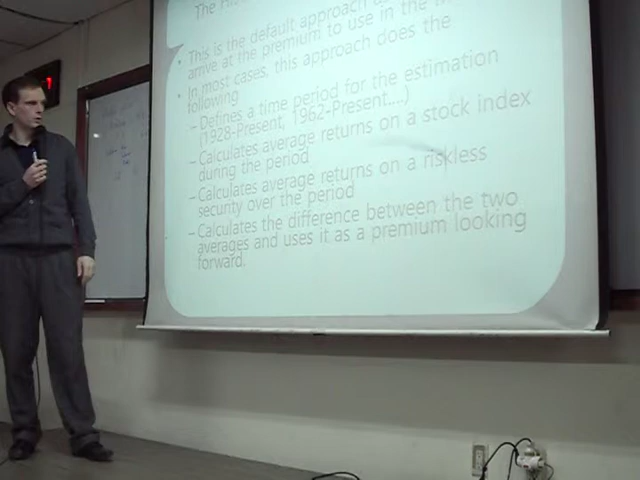 The
• This is the default approach
arrive at the premium to use in the
• In most cases, this approach does the
following
– Defines a time period for the estimation
(1928-Present, 1962-Present....)
– Calculates average returns on a stock index
during the period
– Calculates average returns on a riskless
security over the period
– Calculates the difference between the two
averages and uses it as a premium looking
forward.